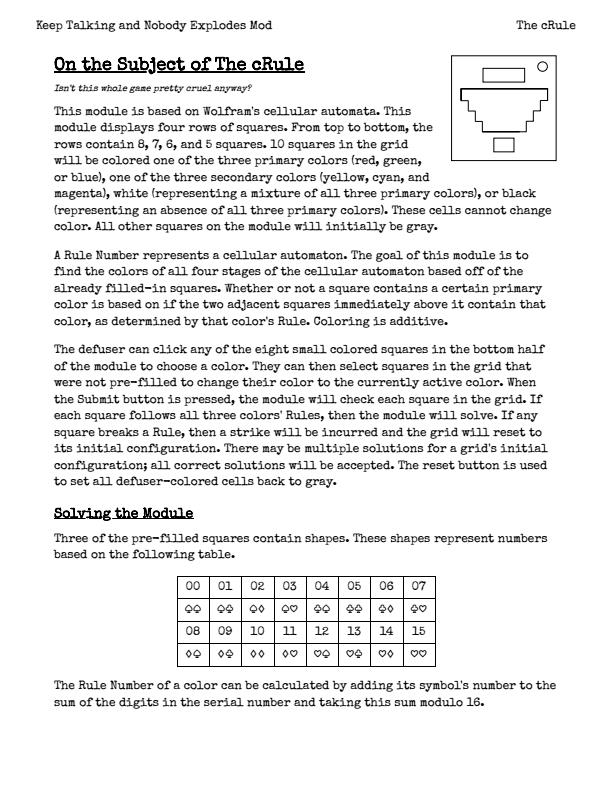 Keep Talking and Nobody Explodes Mod
The cRule
On the Subject of The cRule
Isn't this whole game pretty cruel anyway?
This module is based on Wolfram's cellular automata. This
module displays four rows of squares. From top to bottom, the
rows contain 8, 7, 6, and 5 squares. 10 squares in the grid
will be colored one of the three primary colors (red, green,
or blue), one of the three secondary colors (yellow, cyan, and
magenta), white (representing a mixture of all three primary colors), or black
(representing an absence of all three primary colors). These cells cannot change
color. All other squares on the module will initially be gray.
A Rule Number represents a cellular automaton. The goal of this module is to
find the colors of all four stages of the cellular automaton based off of the
already filled-in squares. Whether or not a square contains a certain primary
color is based on if the two adjacent squares immediately above it contain that
color, as determined by that color's Rule. Coloring is additive.
The defuser can click any of the eight small colored squares in the bottom half
of the module to choose a color. They can then select squares in the grid that
were not pre-filled to change their color to the currently active color. When
the Submit button is pressed, the module will check each square in the grid. If
each square follows all three colors' Rules, then the module will solve. If any
square breaks a Rule, then a strike will be incurred and the grid will reset to
its initial configuration. There may be multiple solutions for a grid's initial
configuration; all correct solutions will be accepted. The reset button is used
to set all defuser-colored cells back to gray.
Solving the Module
Three of the pre-filled squares contain shapes. These shapes represent numbers
based on the following table.
00 01 02 03 04 05 06 07
♤♤ ♤♧ ♤♢ ♤♡ ♧♤ ♧♧ ♧♢ ♧♡
08 09 10 11 12 13 14 15
♢♤ ♢♧ ♢♢ ♢♡ ♡♤ ♡♧ ♡♢ ♡♡
The Rule Number of a color can be calculated by adding its symbol's number to the
sum of the digits in the serial number and taking this sum modulo 16.